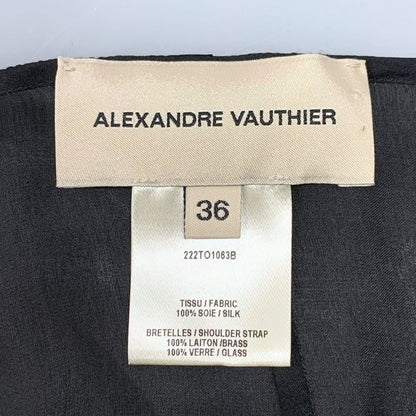 ALEXANDRE VAUTHIER
36
222TO1063B
TISSU / FABRIC
100% SOIE / SILK
BRETELLES / SHOULDER STRAP
100% LAITON /BRASS
100% VERRE / GLASS